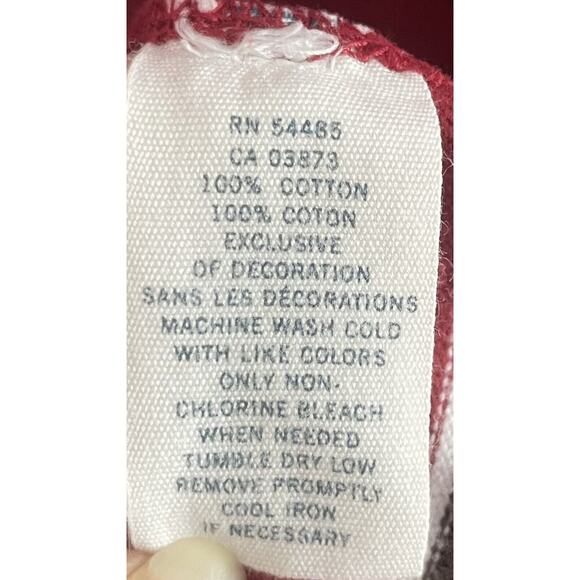 RN 54485
CA 03873
100% COTTON
100% COTON
EXCLUSIVE
OF DECORATION
SANS LES DÉCORATIONS
MACHINE WASH COLD
WITH LIKE COLORS
ONLY NON-
CHLORINE BLEACH
WHEN NEEDED
TUMBLE DRY LOW
REMOVE PROMPTLY
COOL IRON
IF NECESSARY